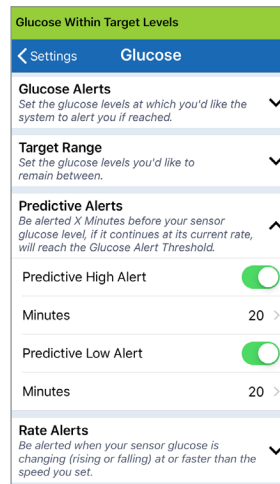 Glucose Within Target Levels
Settings Glucose
Glucose Alerts
Set the glucose levels at which you'd like the
system to alert you if reached.
Target Range
Set the glucose levels you'd like to
remain between.
Predictive Alerts
Be alerted X Minutes before your sensor
glucose level, if it continues at its current rate,
will reach the Glucose Alert Threshold.
Predictive High Alert
Minutes 20
Predictive Low Alert
Minutes 20
Rate Alerts
Be alerted when your sensor glucose is
changing (rising or falling) at or faster than the
speed you set.